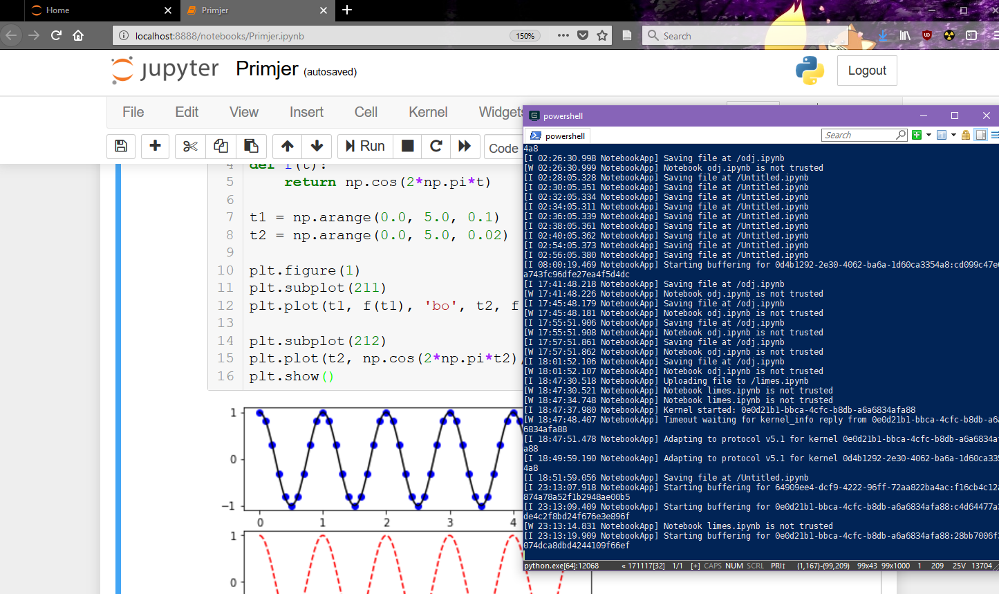 Home
Primjer
localhost:8888/notebooks/Primjer.ipynb
150%
Search
jupyter
Primjer (autosaved)
Logout
File Edit View Insert Cell Kernel Widgets
Run
Code
4 def f(t):
5 return np.cos(2*np.pi*t)
6
7 t1 = np.arange(0.0, 5.0, 0.1)
8 t2 = np.arange(0.0, 5.0, 0.02)
9
10 plt.figure(1)
11 plt.subplot(211)
12 plt.plot(t1, f(t1), 'bo', t2, f
13
14 plt.subplot(212)
15 plt.plot(t2, np.cos(2*np.pi*t2),
16 plt.show()
1
0
−1
0 1 2 3 4
1
0
powershell
powershell
Search
4a8
[I 02:26:30.998 NotebookApp] Saving file at /odj.ipynb
[W 02:26:30.999 NotebookApp] Notebook odj.ipynb is not trusted
[I 02:28:05.328 NotebookApp] Saving file at /Untitled.ipynb
[I 02:30:05.351 NotebookApp] Saving file at /Untitled.ipynb
[I 02:32:05.334 NotebookApp] Saving file at /Untitled.ipynb
[I 02:34:05.311 NotebookApp] Saving file at /Untitled.ipynb
[I 02:36:05.339 NotebookApp] Saving file at /Untitled.ipynb
[I 02:38:05.361 NotebookApp] Saving file at /Untitled.ipynb
[I 02:40:05.362 NotebookApp] Saving file at /Untitled.ipynb
[I 02:54:05.373 NotebookApp] Saving file at /Untitled.ipynb
[I 02:56:05.380 NotebookApp] Saving file at /Untitled.ipynb
[I 08:00:19.469 NotebookApp] Starting buffering for 0d4b1292-2e30-4062-ba6a-1d60ca3354a8:cd099c47e
a743fc96dfe27ea4f5d4dc
[I 17:41:48.218 NotebookApp] Saving file at /odj.ipynb
[W 17:41:48.226 NotebookApp] Notebook odj.ipynb is not trusted
[I 17:45:48.179 NotebookApp] Saving file at /odj.ipynb
[W 17:45:48.181 NotebookApp] Notebook odj.ipynb is not trusted
[I 17:55:51.906 NotebookApp] Saving file at /odj.ipynb
[W 17:55:51.908 NotebookApp] Notebook odj.ipynb is not trusted
[I 17:57:51.861 NotebookApp] Saving file at /odj.ipynb
[W 17:57:51.862 NotebookApp] Notebook odj.ipynb is not trusted
[I 18:01:52.106 NotebookApp] Saving file at /odj.ipynb
[W 18:01:52.107 NotebookApp] Notebook odj.ipynb is not trusted
[I 18:47:30.518 NotebookApp] Uploading file to /limes.ipynb
[W 18:47:30.521 NotebookApp] Notebook limes.ipynb is not trusted
[W 18:47:34.748 NotebookApp] Notebook limes.ipynb is not trusted
[I 18:47:37.980 NotebookApp] Kernel started: 0e0d21b1-bbca-4cfc-b8db-a6a6834afa88
[W 18:47:48.407 NotebookApp] Timeout waiting for kernel_info reply from 0e0d21b1-bbca-4cfc-b8db-a6a
6834afa88
[I 18:47:51.478 NotebookApp] Adapting to protocol v5.1 for kernel 0e0d21b1-bbca-4cfc-b8db-a6a6834af
a88
[I 18:49:59.190 NotebookApp] Adapting to protocol v5.1 for kernel 0d4b1292-2e30-4062-ba6a-1d60ca335
4a8
[I 18:51:59.056 NotebookApp] Saving file at /Untitled.ipynb
[I 23:13:07.918 NotebookApp] Starting buffering for 64909ee4-dcf9-4222-96ff-72aa822ba4ac:f16cb4c12a
874a78a52f1b2948ae00b5
[I 23:13:09.409 NotebookApp] Starting buffering for 0e0d21b1-bbca-4cfc-b8db-a6a6834afa88:c4d64477a
de4c2f8bd24f676e3e896f
[W 23:13:14.831 NotebookApp] Notebook limes.ipynb is not trusted
[I 23:13:19.909 NotebookApp] Starting buffering for 0e0d21b1-bbca-4cfc-b8db-a6a6834afa88:28bb7006f
074dca8dbd4244109f66ef
python.exe[64]:12068 « 171117[32] 1/1 [+] CAPS NUM SCRL PRI↕ (1,167)-(99,209) 99x43 99x1000 1 209 25V 13704